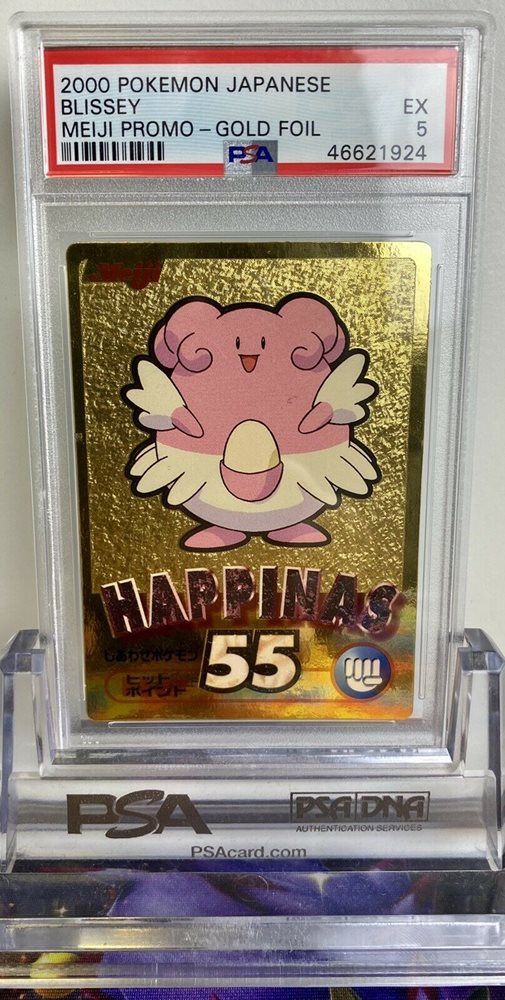 2000 POKEMON JAPANESE
BLISSEY EX
MEIJI PROMO - GOLD FOIL 5
PSA 46621924
Meiji
HAPPINAS
しあわせポケモン 55
ヒット
ポイント
PSA PSA DNA
AUTHENTICATION SERVICES
PSAcard.com